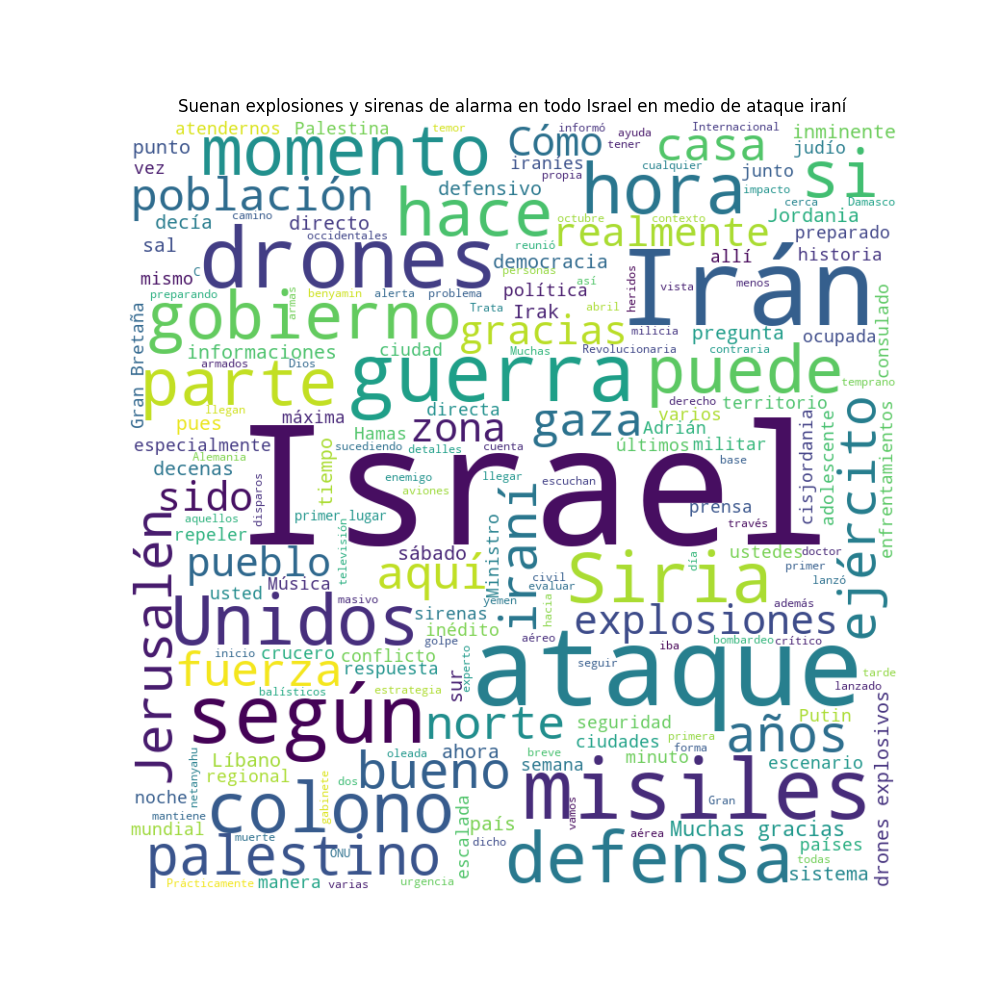 Suenan explosiones y sirenas de alarma en todo Israel en medio de ataque iraní
atendernos Palestina temor informó ayuda Internacional inminente
punto momento Cómo tener casa judío
vez iraníes propia cualquier junto si
población defensivo hora impacto cerca Damasco
decía camino directo hace octubre contexto Jordania
sal occidentales reunió realmente preparado
drones democracia Irán allí historia
mismo c personas así heridos vista menos
preparando armas benyamin alerta problema política abril
gobierno Trata Irak milicia pregunta ocupada consulado
Gran Bretaña informaciones ciudad gracias Muchas Revolucionaria contraria
armados Dios guerra puede temprano
parte llegan máxima directa derecho territorio
pues Hamas zona gaza Adrián varios
especialmente sucediendo detalles cuenta últimos militar
Alemania tiempo enemigo llegar base cisjordania adolescente ejército enfrentamientos
decenas disparos Israel aviones escuchan
sido primer lugar prensa
aquellos través
repeler televisión iraní Ministro
Jerusalén pueblo sábado ustedes doctor
Música aquí civil evaluar Siria día primer lanzó
usted masivo yemen hacia además
Unidos sirenas explosiones
inédito golpe aéreo bombardeo crítico
inicio crucero conflicto iba
fuerza respuesta ataque seguir tarde
balísticos estrategia experto sur lanzado
según norte seguridad Putin
oleada ahora ciudades primera años
netanyahu Líbano breve semana minuto forma escenario
regional bueno misiles drones explosivos
noche dos gabinete Gran
mantiene colono escalada vamos
mundial país aérea Muchas gracias
muerte dicho países
palestino ONU defensa todas
Prácticamente manera varias urgencia sistema